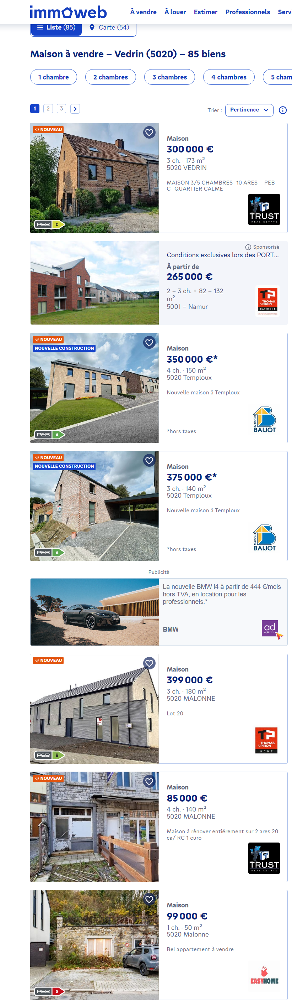 immoweb
À vendre
À louer
Estimer
Professionnels
Servi
Liste (85)
Carte (54)
Maison à vendre – Vedrin (5020) – 85 biens
1 chambre
2 chambres
3 chambres
4 chambres
5 cham
1
2
3
Trier :
Pertinence
NOUVEAU
PEB C
Maison
300 000 €
3 ch. · 173 m²
5020 VEDRIN
MAISON 3/5 CHAMBRES -10 ARES – PEB
C- QUARTIER CALME
TRUST
REAL ESTATE
Sponsorisé
Conditions exclusives lors des PORT...
À partir de
265 000 €
2 – 3 ch. • 82 – 132
m²
5001 – Namur
TP
THOMAS
& PIRON
BATIMENT
NOUVEAU
NOUVELLE CONSTRUCTION
PEB A
Maison
350 000 €*
4 ch. · 150 m²
5020 Temploux
Nouvelle maison à Temploux
*hors taxes
MAISONS
BAIJOT
NOUVEAU
NOUVELLE CONSTRUCTION
PEB A
Maison
375 000 €*
3 ch. · 140 m²
5020 Temploux
Nouvelle maison à Temploux
*hors taxes
MAISONS
BAIJOT
Publicité
La nouvelle BMW i4 à partir de 444 €/mois
hors TVA, en location pour les
professionnels.*
BMW
ad
optimize
NOUVEAU
PEB B
Maison
399 000 €
3 ch. · 180 m²
5020 MALONNE
Lot 20
TP
THOMAS
& PIRON
HOME
NOUVEAU
Maison
85 000 €
4 ch. · 140 m²
5020 MALONNE
Maison à rénover entièrement sur 2 ares 20
ca/ RC 1 euro
TRUST
REAL ESTATE
PEB G
Maison
99 000 €
1 ch. · 50 m²
5020 Malonne
Bel appartement à vendre
EASYHOME